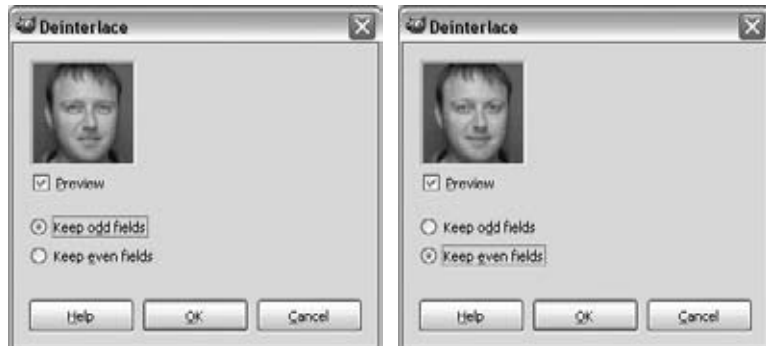 Deinterlace
Preview
Keep odd fields
Keep even fields
Help OK Cancel
Deinterlace
Preview
Keep odd fields
Keep even fields
Help OK Cancel